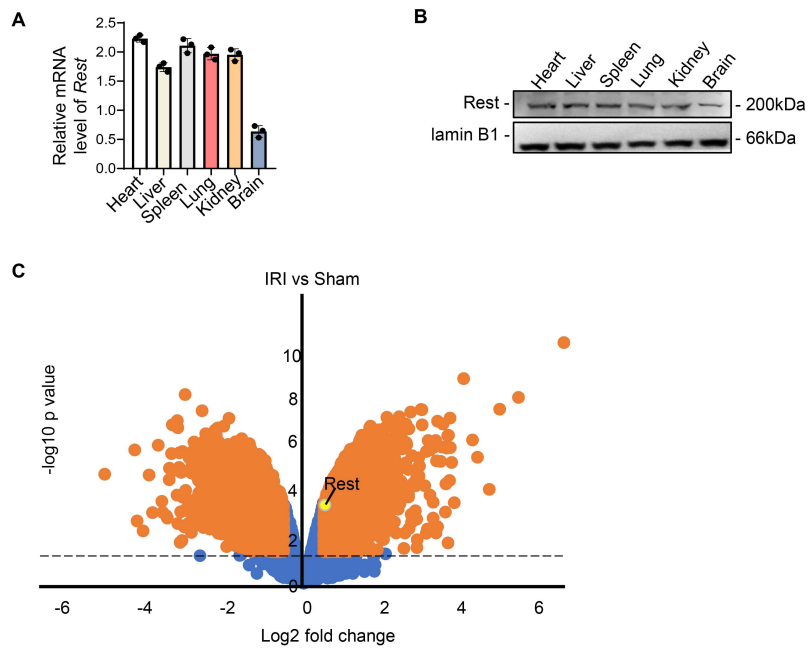 A
Relative mRNA
level of Rest
2.5
2.0
1.5
1.0
0.5
0.0
Heart
Liver
Spleen
Lung
Kidney
Brain
B
Heart
Liver
Spleen
Lung
Kidney
Brain
Rest -
- 200kDa
lamin B1 -
- 66kDa
C
IRI vs Sham
-log10 p value
10
8
6
4
2
0
Rest
-6
-4
-2
0
2
4
6
Log2 fold change